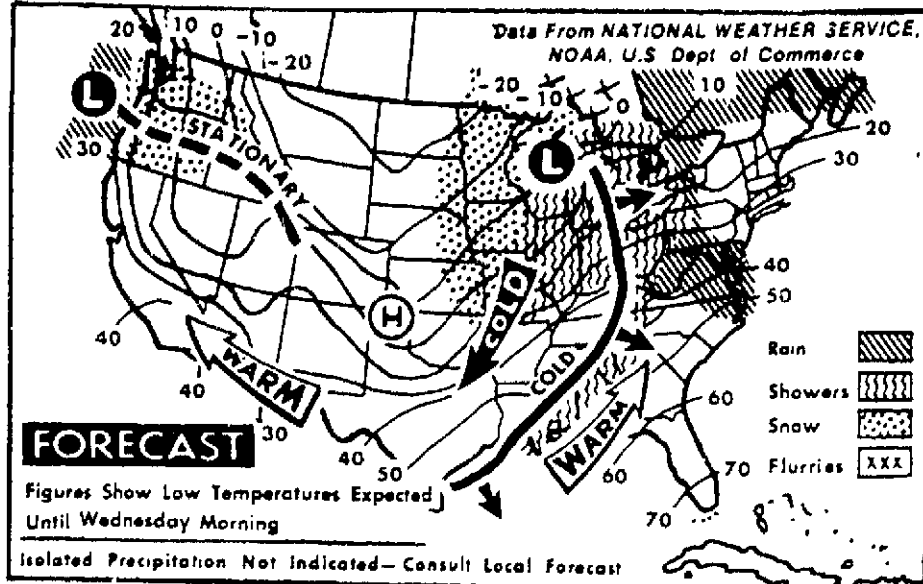 Data From NATIONAL WEATHER SERVICE,
NOAA, U.S Dept of Commerce
20 10 0 -10
-20
-20 -10 0 10
20
30
L
STATIONARY
30
L
H
COLD
COLD
40
50
40
WARM
40
30
40
50
WARM
60
60
70
70
Rain
Showers
Snow
Flurries XXX
FORECAST
Figures Show Low Temperatures Expected
Until Wednesday Morning
Isolated Precipitation Not Indicated— Consult Local Forecast